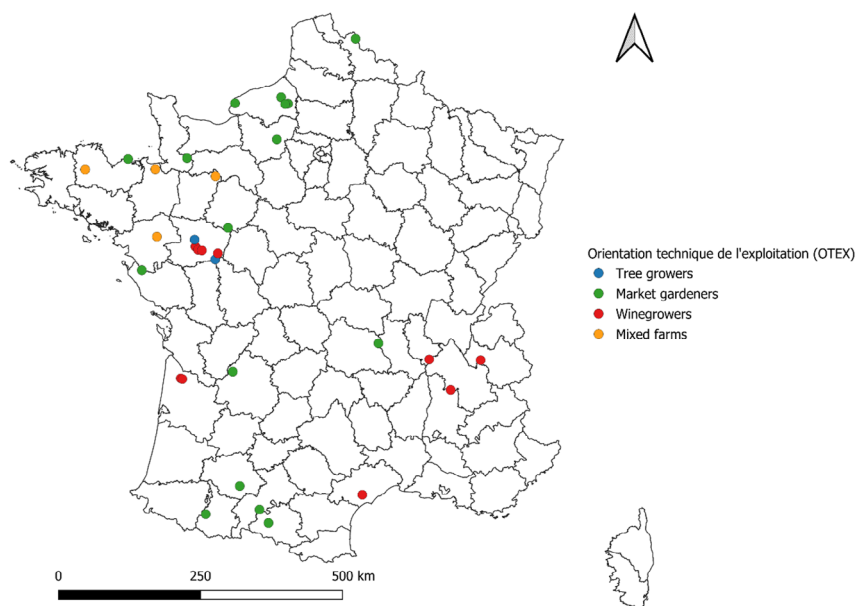 Orientation technique de l'exploitation (OTEX)
Tree growers
Market gardeners
Winegrowers
Mixed farms
0 250 500 km